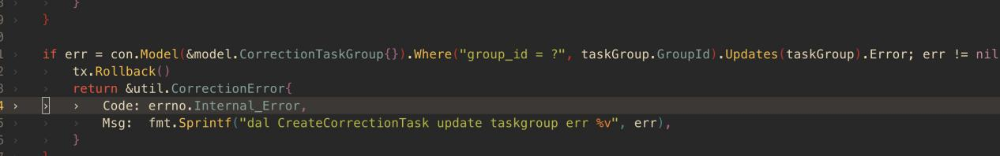 }
}
if err = con.Model(&model.CorrectionTaskGroup{}).Where("group_id = ?", taskGroup.GroupId).Updates(taskGroup).Error; err != nil
tx.Rollback()
return &util.CorrectionError{
Code: errno.Internal_Error,
Msg:  fmt.Sprintf("dal CreateCorrectionTask update taskgroup err %v", err),
}
}